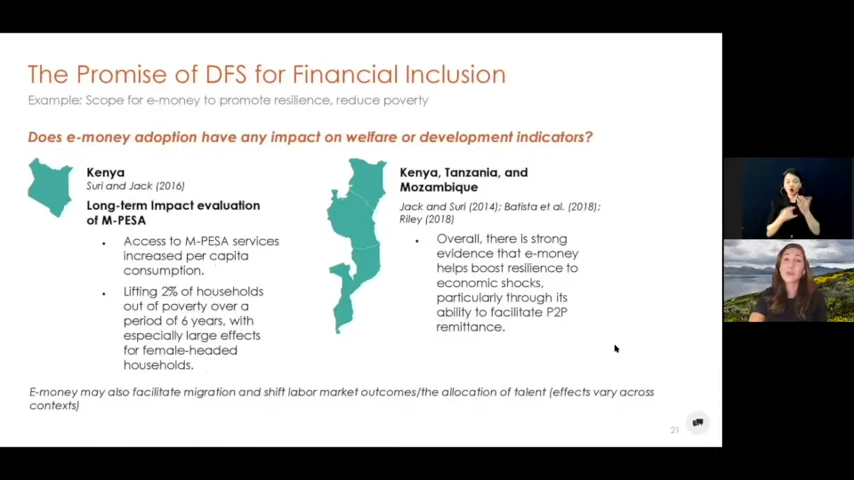 The Promise of DFS for Financial Inclusion
Example: Scope for e-money to promote resilience, reduce poverty
Does e-money adoption have any impact on welfare or development indicators?
Kenya
Suri and Jack (2016)
Long-term Impact evaluation
of M-PESA
• Access to M-PESA services
increased per capita
consumption.
• Lifting 2% of households
out of poverty over a
period of 6 years, with
especially large effects
for female-headed
households.
Kenya, Tanzania, and
Mozambique
Jack and Suri (2014); Batista et al. (2018);
Riley (2018)
• Overall, there is strong
evidence that e-money
helps boost resilience to
economic shocks,
particularly through its
ability to facilitate P2P
remittance.
E-money may also facilitate migration and shift labor market outcomes/the allocation of talent (effects vary across
contexts)
21